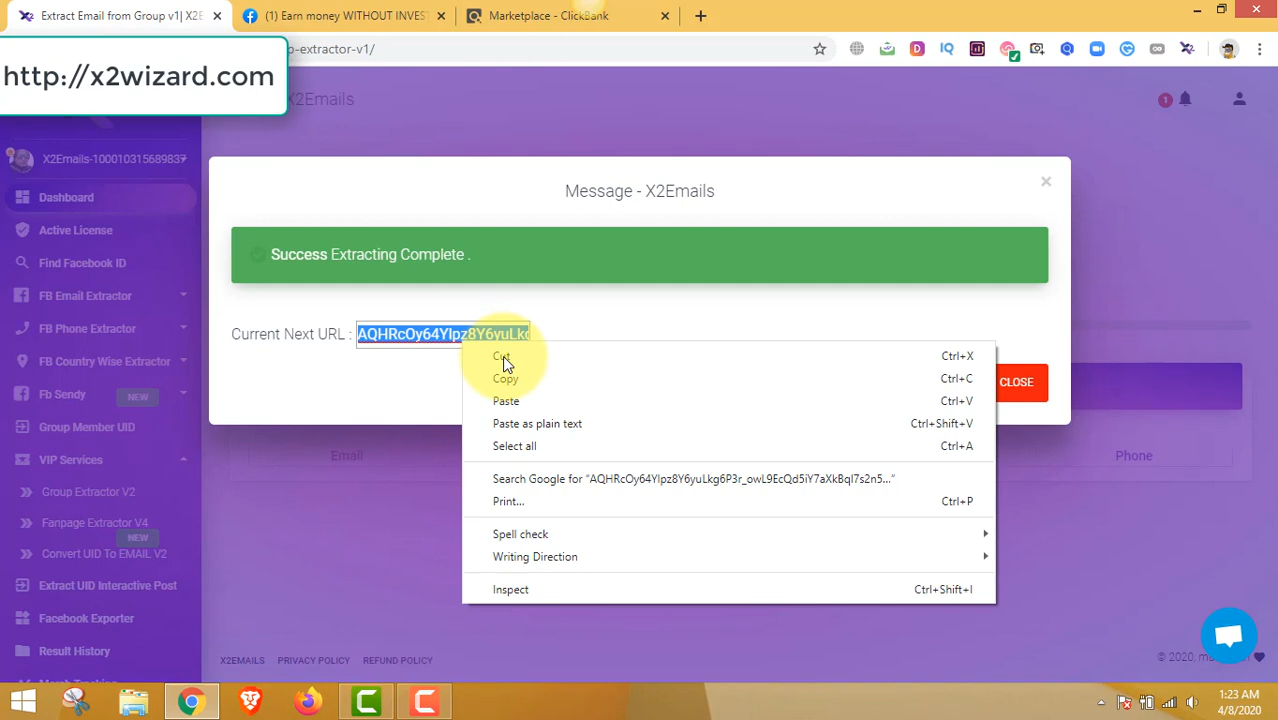 Extract Email from Group v1| X2E
(1) Earn money WITHOUT INVEST
Marketplace - ClickBank
http://x2wizard.com
p-extractor-v1/
X2Emails
1
X2Emails-100010315689837
Dashboard
Active License
Find Facebook ID
FB Email Extractor
FB Phone Extractor
FB Country Wise Extractor
Fb Sendy
NEW
Group Member UID
VIP Services
Group Extractor V2
Fanpage Extractor V4
NEW
Convert UID To EMAIL V2
Extract UID Interactive Post
Facebook Exporter
Result History
Message - X2Emails
×
Success Extracting Complete .
Current Next URL : AQHRcOy64Ylpz8Y6yuLkg
CLOSE
Cut Ctrl+X
Copy Ctrl+C
Paste Ctrl+V
Paste as plain text Ctrl+Shift+V
Select all Ctrl+A
Search Google for “AQHRcOy64Ylpz8Y6yuLkg6P3r_owL9EcQd5iY7aXkBqI7s2n5...”
Print... Ctrl+P
Spell check
Writing Direction
Inspect Ctrl+Shift+I
Email
Phone
X2EMAILS PRIVACY POLICY REFUND POLICY
© 2020, m
1:23 AM
4/8/2020